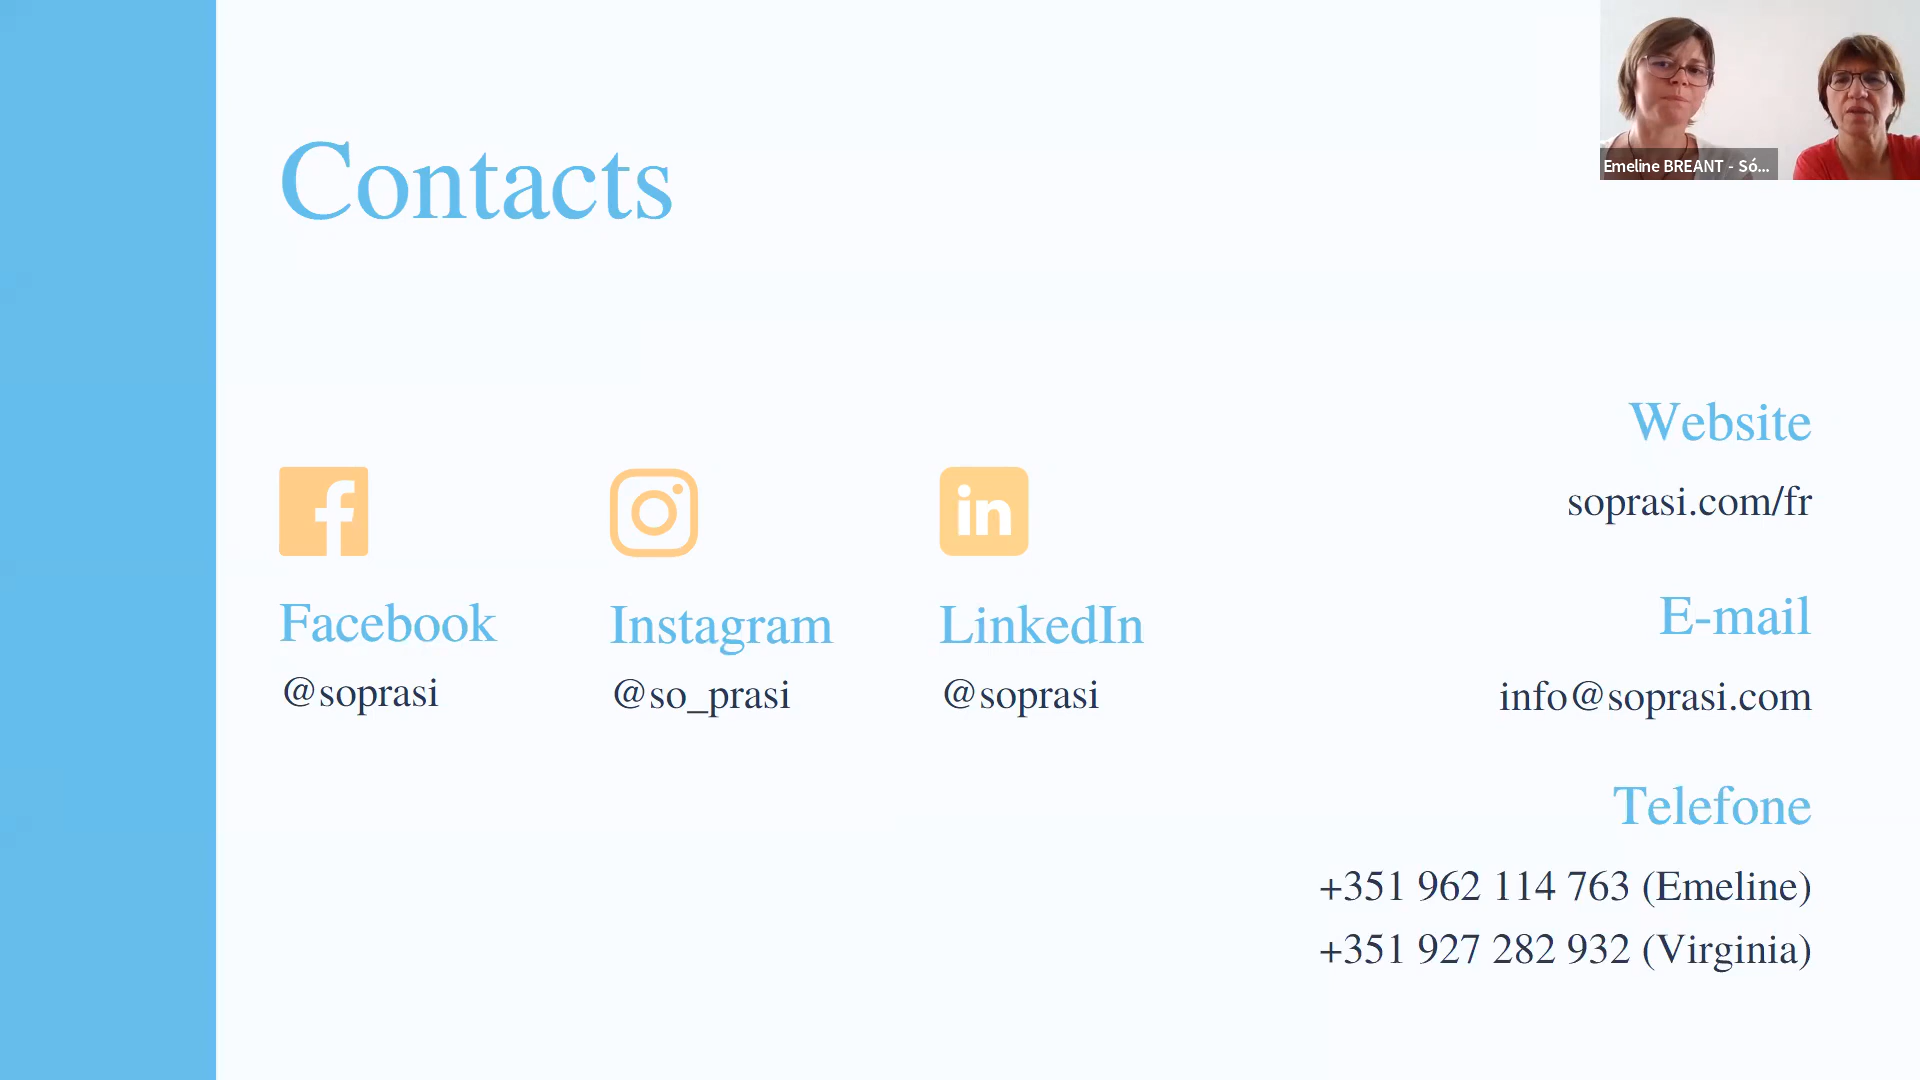 Emeline BREANT - Só...
Contacts
Facebook
@soprasi
Instagram
@so_prasi
LinkedIn
@soprasi
Website
soprasi.com/fr
E-mail
info@soprasi.com
Telefone
+351 962 114 763 (Emeline)
+351 927 282 932 (Virginia)